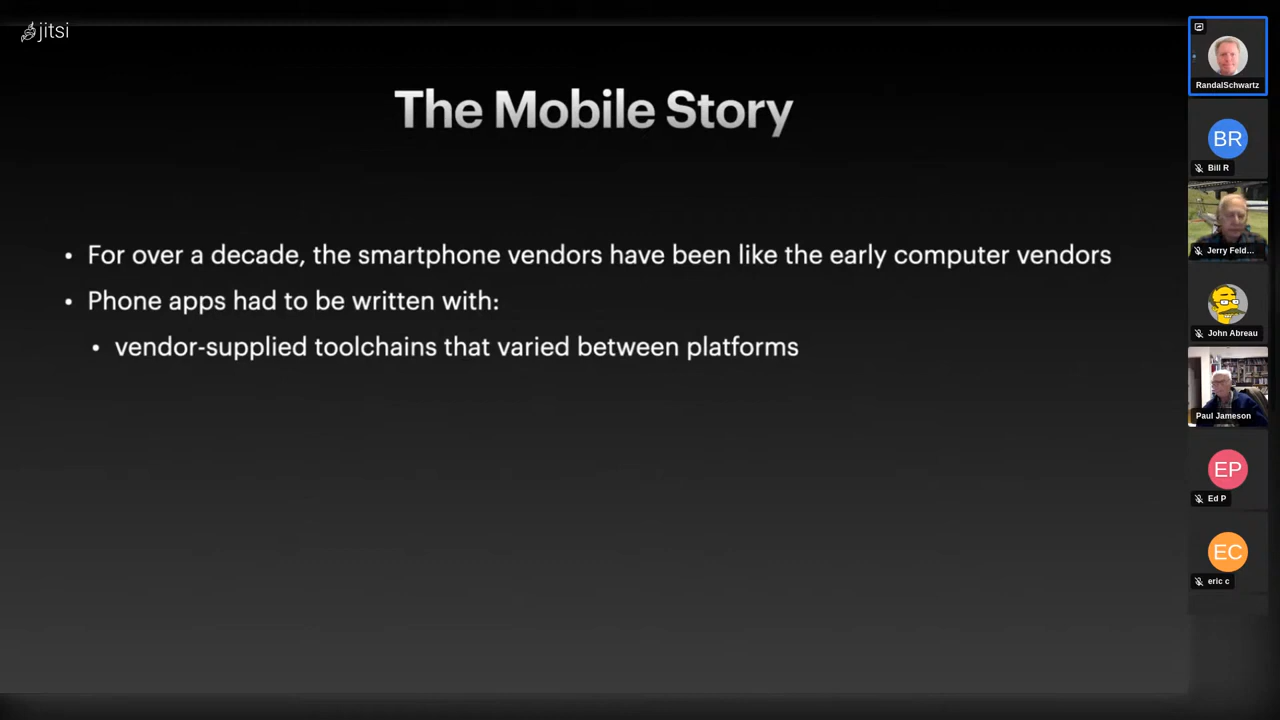 jitsi
The Mobile Story
• For over a decade, the smartphone vendors have been like the early computer vendors
• Phone apps had to be written with:
• vendor-supplied toolchains that varied between platforms
RandalSchwartz
BR
Bill R
Jerry Feld...
John Abreau
Paul Jameson
EP
Ed P
EC
eric c